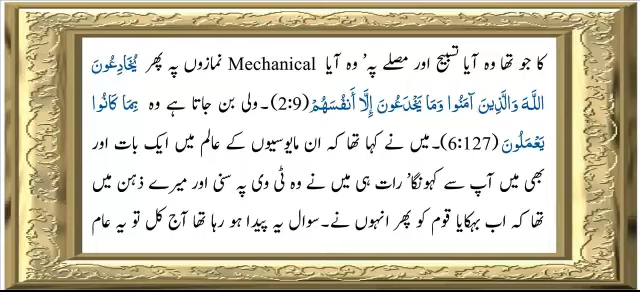 کا جو تھا وہ آیا تسبیح اور مصلے پہ' وہ آیا Mechanical نمازوں پہ پھر يُخَادِعُونَ
اللَّهَ وَالَّذِينَ آمَنُوا وَمَا يَخْدَعُونَ إِلَّا أَنفُسَهُمْ (2:9)۔ ولی بن جاتا ہے وہ بِمَا كَانُوا
يَعْمَلُونَ (6:127)۔ میں نے کہا تھا کہ ان مایوسیوں کے عالم میں ایک بات اور
بھی میں آپ سے کہونگا' رات ہی میں نے وہ ٹی وی پہ سنی اور میرے ذہن میں
تھا کہ اب بہکایا قوم کو پھر انہوں نے۔ سوال یہ پیدا ہو رہا تھا آج کل تو یہ عام